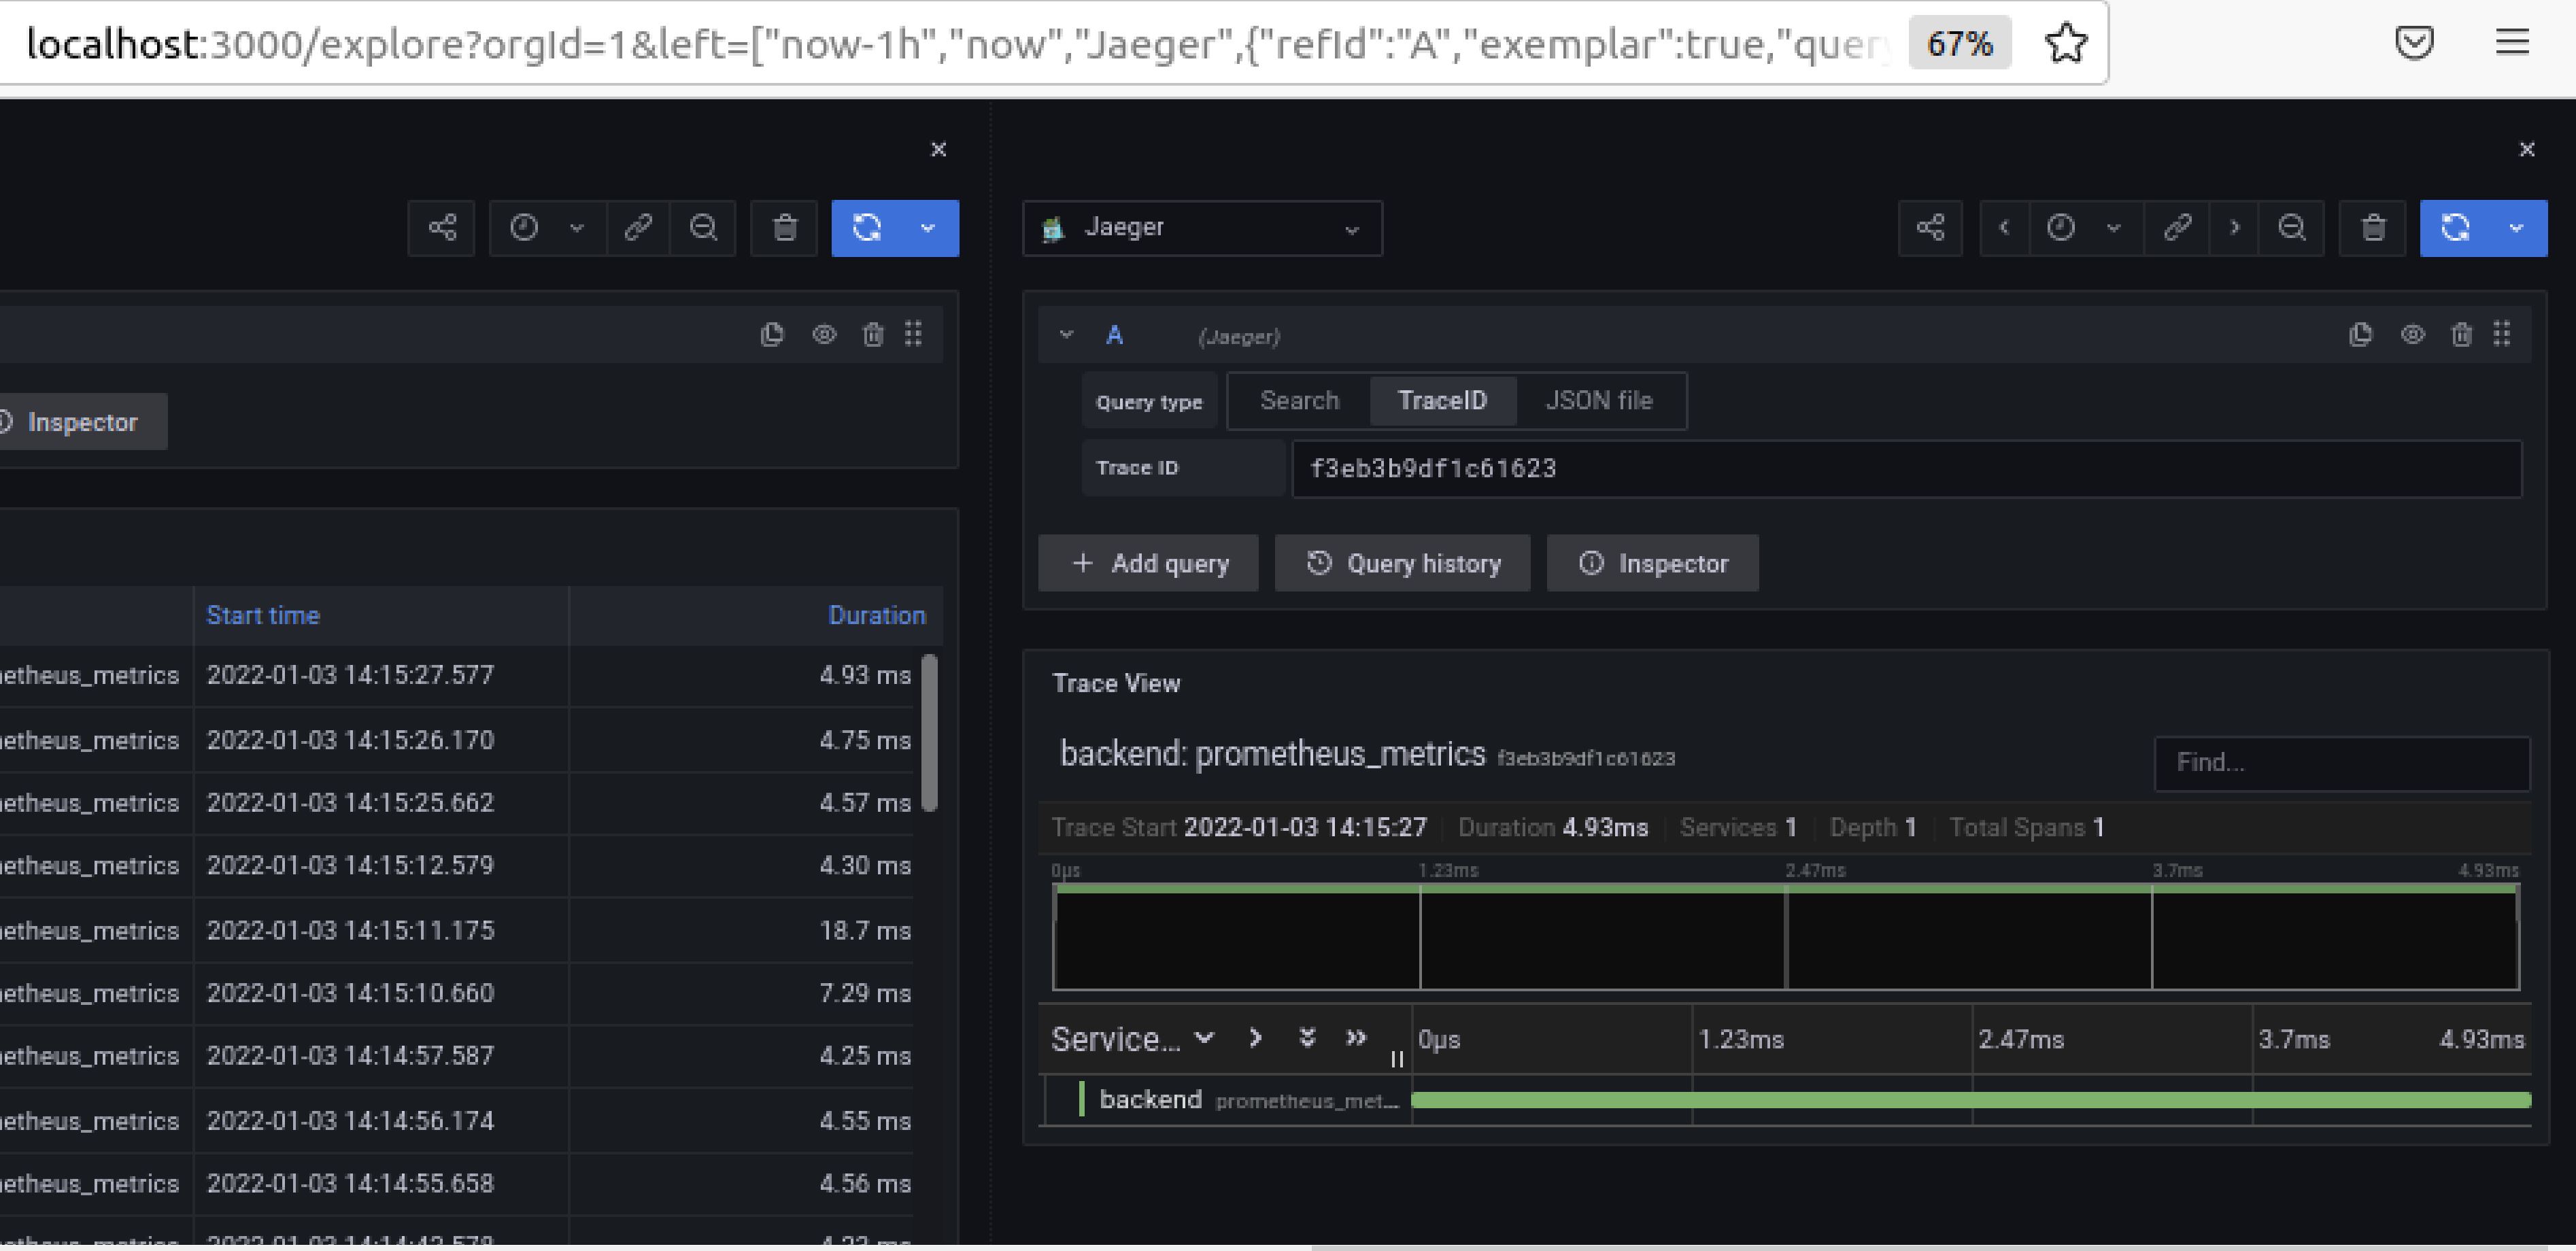 localhost:3000/explore?orgId=1&left=["now-1h","now","Jaeger",{"refId":"A","exemplar":true,"quer
67%
Inspector
Start time Duration
etheus_metrics 2022-01-03 14:15:27.577 4.93 ms
etheus_metrics 2022-01-03 14:15:26.170 4.75 ms
etheus_metrics 2022-01-03 14:15:25.662 4.57 ms
etheus_metrics 2022-01-03 14:15:12.579 4.30 ms
etheus_metrics 2022-01-03 14:15:11.175 18.7 ms
etheus_metrics 2022-01-03 14:15:10.660 7.29 ms
etheus_metrics 2022-01-03 14:14:57.587 4.25 ms
etheus_metrics 2022-01-03 14:14:56.174 4.55 ms
etheus_metrics 2022-01-03 14:14:55.658 4.56 ms
Jaeger
A (Jaeger)
Query type Search TraceID JSON file
Trace ID f3eb3b9df1c61623
+ Add query Query history Inspector
Trace View
backend: prometheus_metrics f3eb3b9df1c61623
Find...
Trace Start 2022-01-03 14:15:27 Duration 4.93ms Services 1 Depth 1 Total Spans 1
0μs 1.23ms 2.47ms 3.7ms 4.93ms
Service... 0μs 1.23ms 2.47ms 3.7ms 4.93ms
backend prometheus_met...